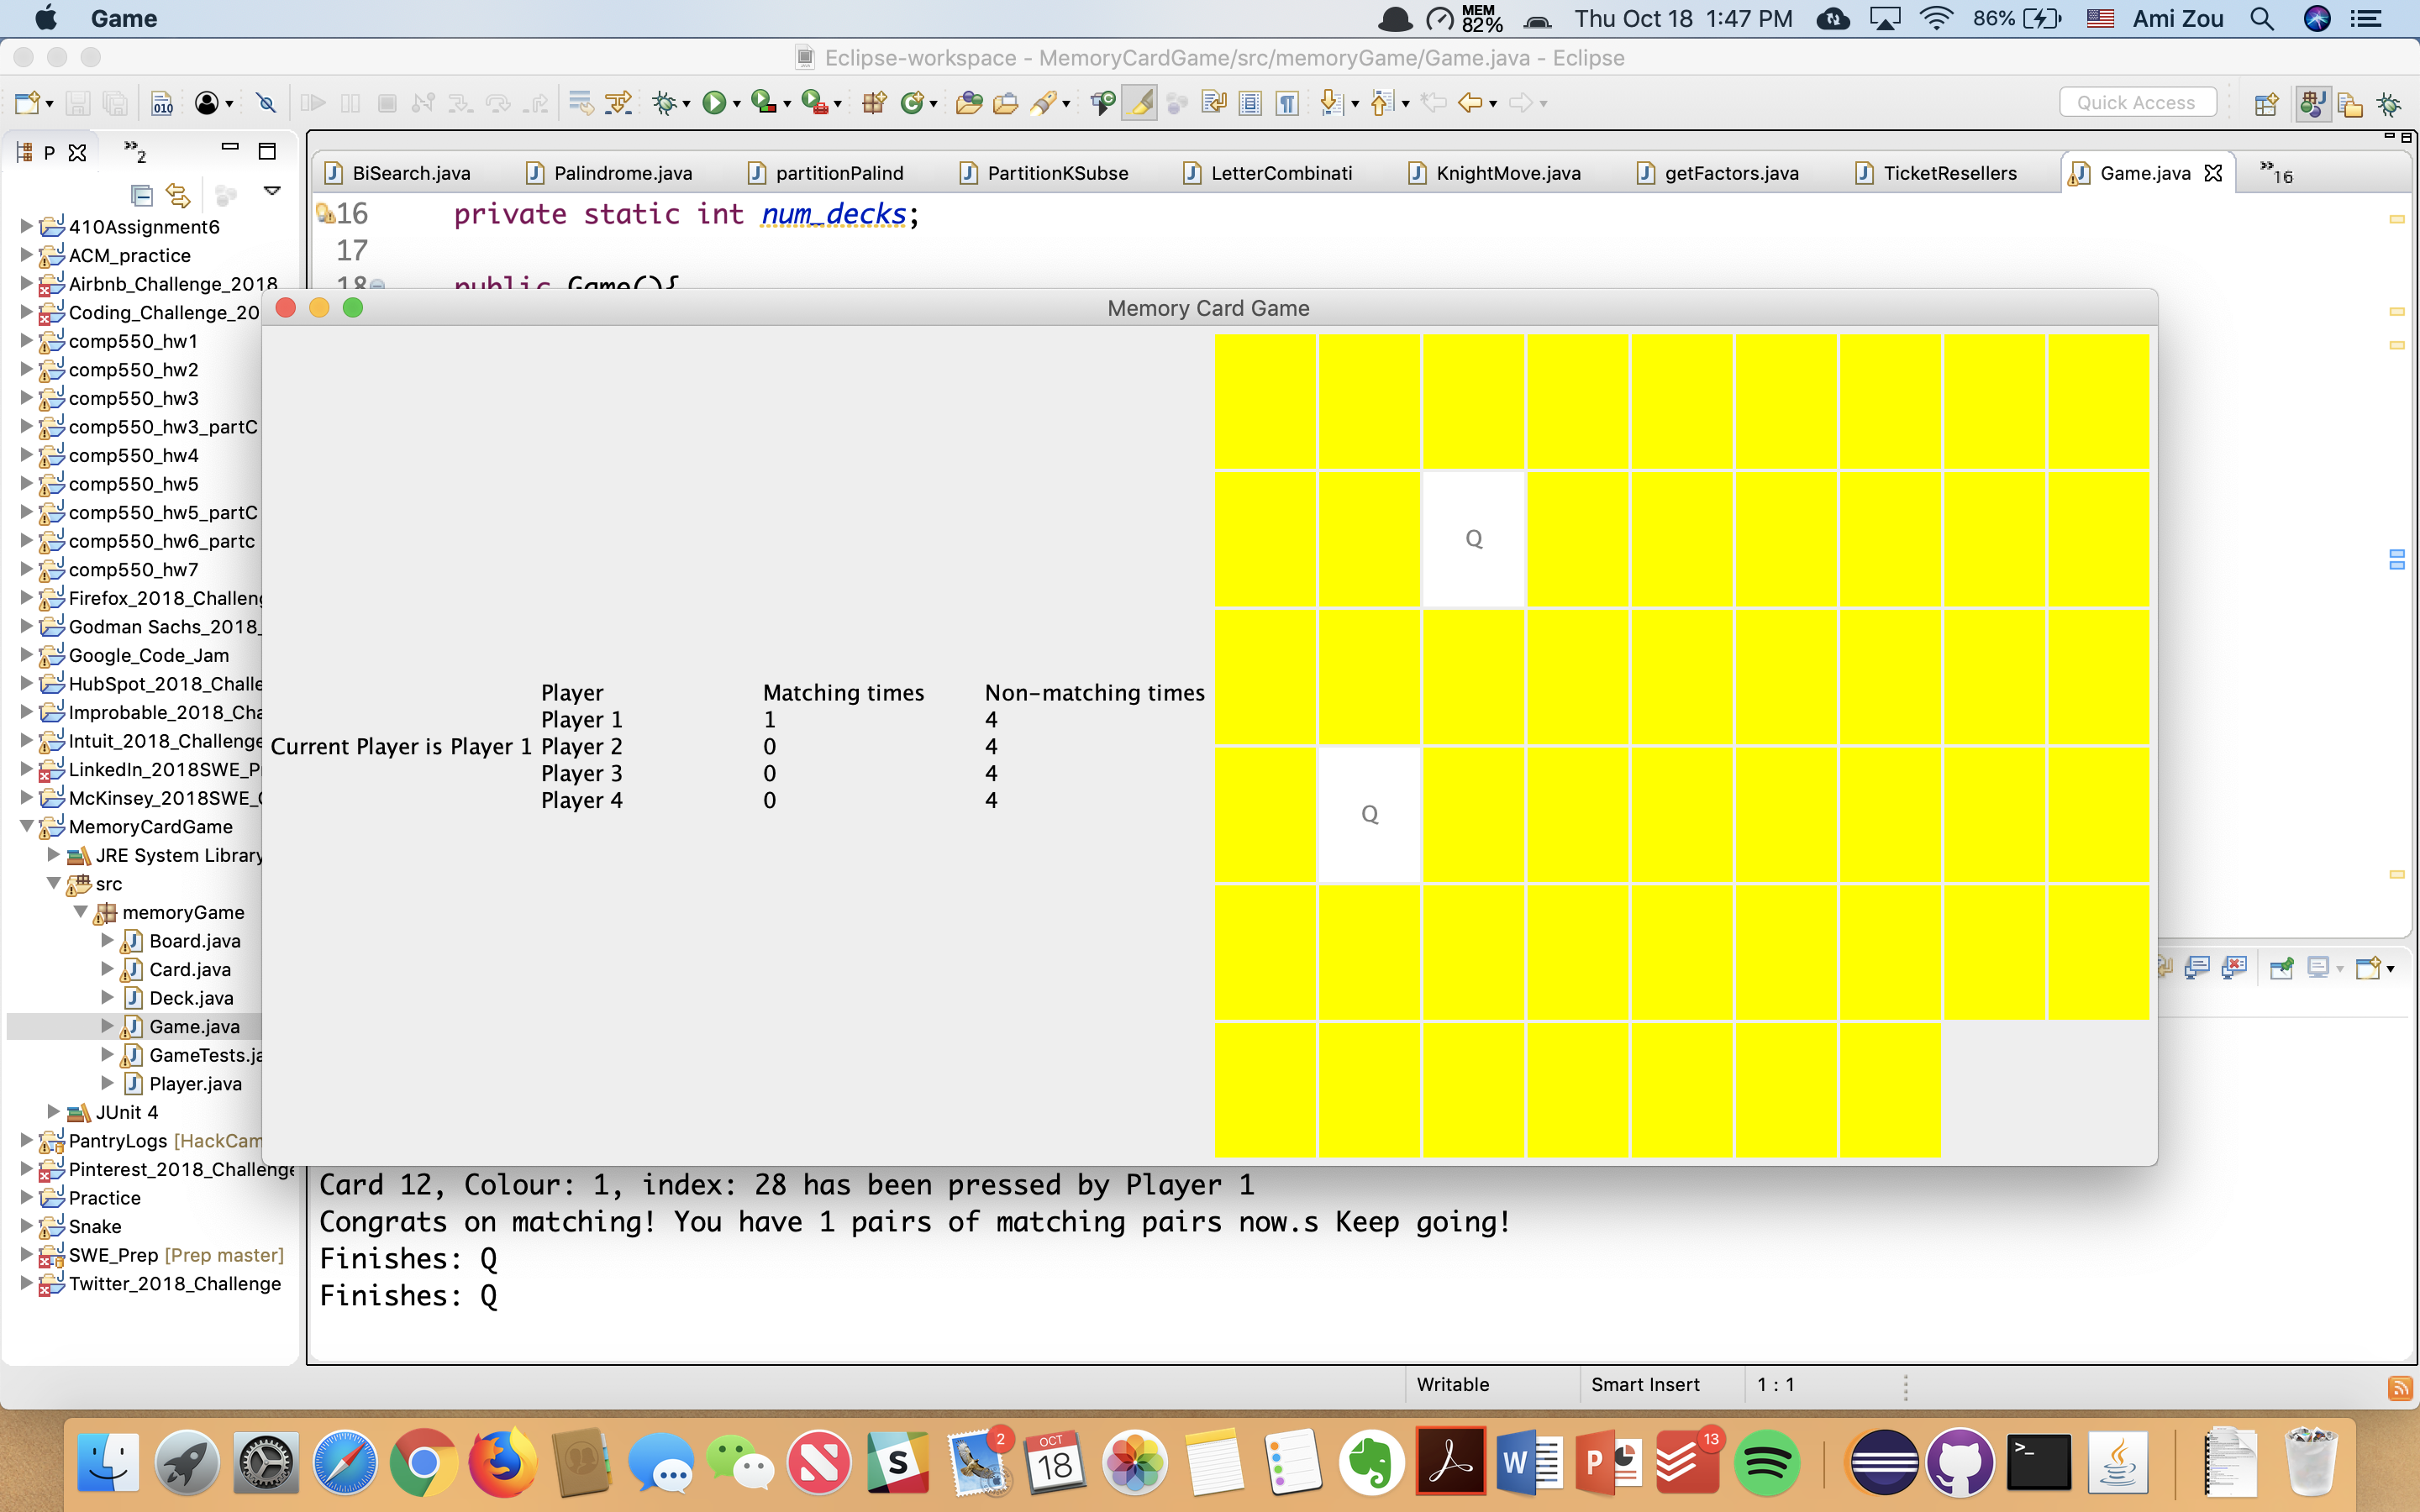 Game
MEM
82%
Thu Oct 18 1:47 PM
86%
Ami Zou
Eclipse-workspace - MemoryCardGame/src/memoryGame/Game.java - Eclipse
010
Quick Access
P
»2
BiSearch.java
Palindrome.java
partitionPalind
PartitionKSubse
LetterCombinati
KnightMove.java
getFactors.java
TicketResellers
Game.java
»16
16 private static int num_decks;
17
18 public Game(){
410Assignment6
ACM_practice
Airbnb_Challenge_2018
Coding_Challenge_20
comp550_hw1
comp550_hw2
comp550_hw3
comp550_hw3_partC
comp550_hw4
comp550_hw5
comp550_hw5_partC
comp550_hw6_partc
comp550_hw7
Firefox_2018_Challeng
Godman Sachs_2018_
Google_Code_Jam
HubSpot_2018_Challe
Improbable_2018_Cha
Intuit_2018_Challenge
LinkedIn_2018SWE_P
McKinsey_2018SWE_
MemoryCardGame
JRE System Library
src
memoryGame
Board.java
Card.java
Deck.java
Game.java
GameTests.ja
Player.java
JUnit 4
PantryLogs [HackCam
Pinterest_2018_Challenge
Practice
Snake
SWE_Prep [Prep master]
Twitter_2018_Challenge
Memory Card Game
Player Matching times Non-matching times
Player 1 1 4
Current Player is Player 1 Player 2 0 4
Player 3 0 4
Player 4 0 4
Q
Q
Card 12, Colour: 1, index: 28 has been pressed by Player 1
Congrats on matching! You have 1 pairs of matching pairs now.s Keep going!
Finishes: Q
Finishes: Q
Writable
Smart Insert
1 : 1
2
OCT
18
13